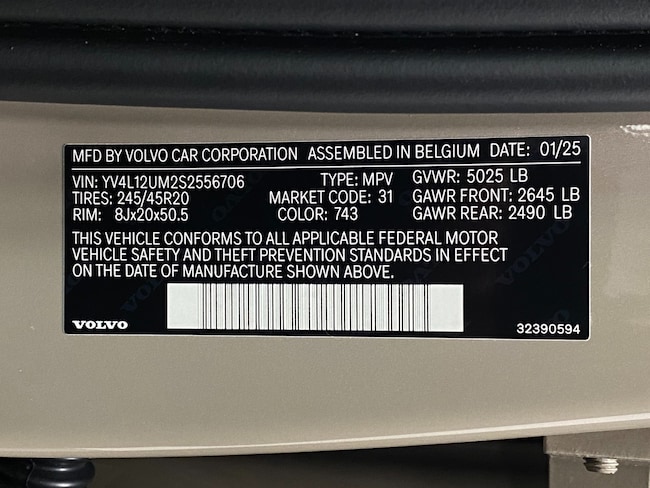 MFD BY VOLVO CAR CORPORATION ASSEMBLED IN BELGIUM DATE: 01/25
VIN: YV4L12UM2S2556706 TYPE: MPV GVWR: 5025 LB
TIRES: 245/45R20 MARKET CODE: 31 GAWR FRONT: 2645 LB
RIM: 8Jx20x50.5 COLOR: 743 GAWR REAR: 2490 LB
THIS VEHICLE CONFORMS TO ALL APPLICABLE FEDERAL MOTOR
VEHICLE SAFETY AND THEFT PREVENTION STANDARDS IN EFFECT
ON THE DATE OF MANUFACTURE SHOWN ABOVE.
VOLVO 32390594